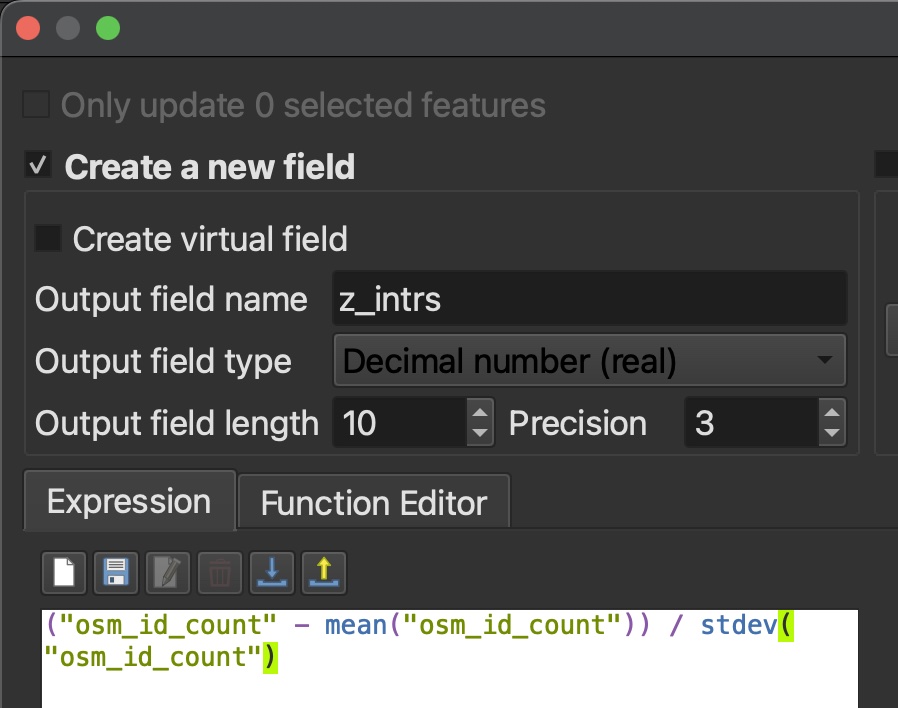 Only update 0 selected features
Create a new field
Create virtual field
Output field name z_intrs
Output field type Decimal number (real)
Output field length 10 Precision 3
Expression Function Editor
("osm_id_count" - mean("osm_id_count")) / stdev(
"osm_id_count")